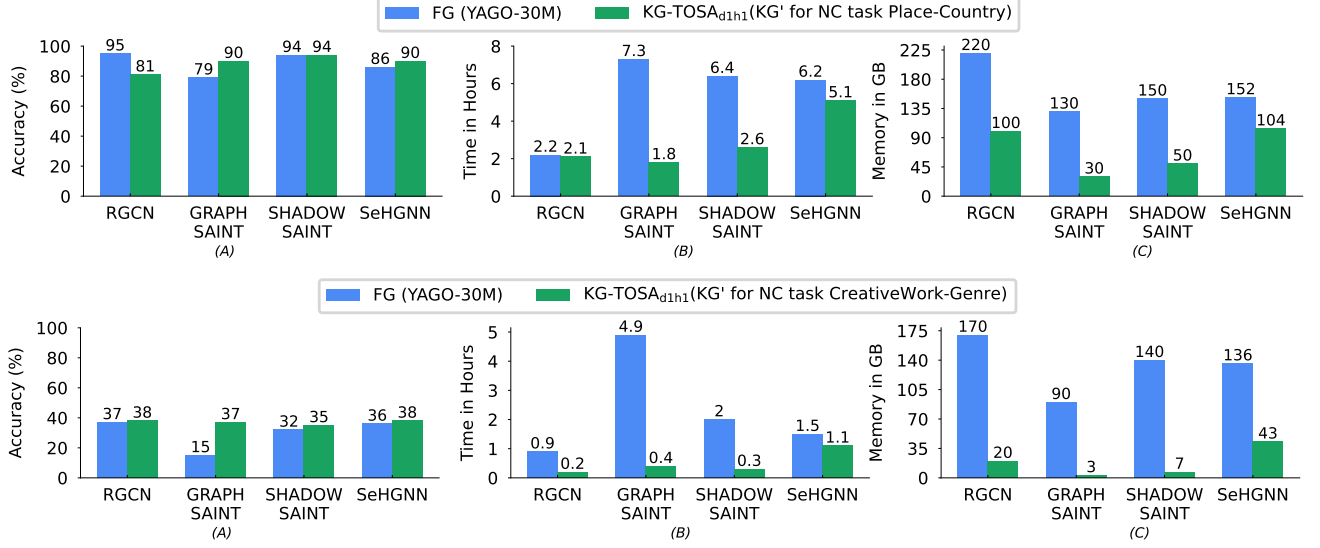 FG (YAGO-30M) KG-TOSAd1h1(KG' for NC task Place-Country)
Accuracy (%)
100
80
60
40
20
0
95 81 79 90 94 94 86 90
RGCN GRAPH SAINT SHADOW SAINT SeHGNN
(A)
Time in Hours
8
6
4
2
0
2.2 2.1 7.3 1.8 6.4 2.6 6.2 5.1
RGCN GRAPH SAINT SHADOW SAINT SeHGNN
(B)
Memory in GB
225
180
135
90
45
0
220 100 130 30 150 50 152 104
RGCN GRAPH SAINT SHADOW SAINT SeHGNN
(C)
FG (YAGO-30M) KG-TOSAd1h1(KG' for NC task CreativeWork-Genre)
Accuracy (%)
100
80
60
40
20
0
37 38 15 37 32 35 36 38
RGCN GRAPH SAINT SHADOW SAINT SeHGNN
(A)
Time in Hours
5
4
3
2
1
0
0.9 0.2 4.9 0.4 2 0.3 1.5 1.1
RGCN GRAPH SAINT SHADOW SAINT SeHGNN
(B)
Memory in GB
175
140
105
70
35
0
170 20 90 3 140 7 136 43
RGCN GRAPH SAINT SHADOW SAINT SeHGNN
(C)